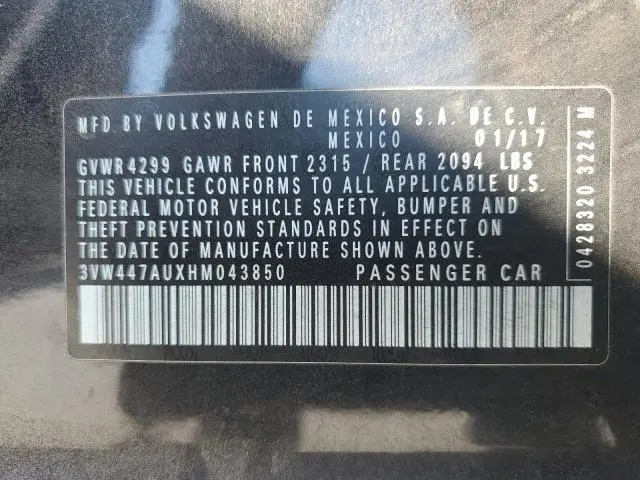 MFD BY VOLKSWAGEN DE MEXICO S.A. DE C.V.
MEXICO 01/17
GVWR 4299 GAWR FRONT 2315 / REAR 2094 LBS
THIS VEHICLE CONFORMS TO ALL APPLICABLE U.S.
FEDERAL MOTOR VEHICLE SAFETY, BUMPER AND
THEFT PREVENTION STANDARDS IN EFFECT ON
THE DATE OF MANUFACTURE SHOWN ABOVE.
3VW447AUXHM043850 PASSENGER CAR
0428320 3224 M